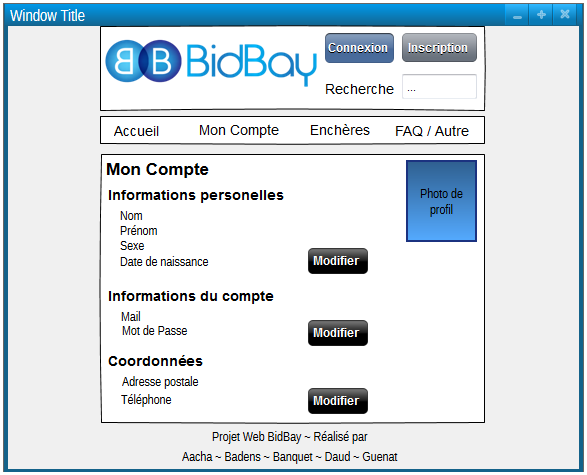 Window Title
BidBay
Connexion
Inscription
Recherche
...
Accueil
Mon Compte
Enchères
FAQ / Autre
Mon Compte
Photo de
profil
Informations personelles
Nom
Prénom
Sexe
Date de naissance
Modifier
Informations du compte
Mail
Mot de Passe
Modifier
Coordonnées
Adresse postale
Téléphone
Modifier
Projet Web BidBay ~ Réalisé par
Aacha ~ Badens ~ Banquet ~ Daud ~ Guenat